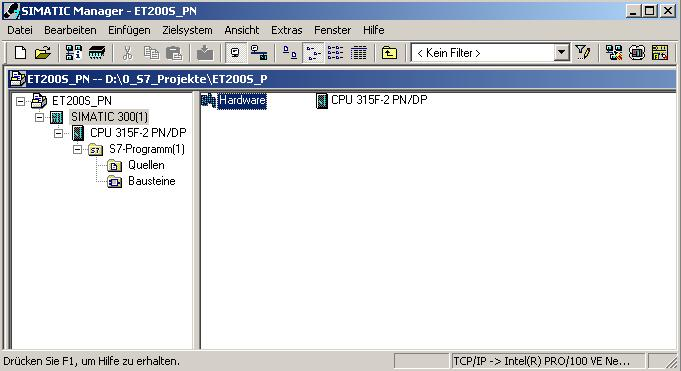 SIMATIC Manager - ET200S_PN
Datei Bearbeiten Einfügen Zielsystem Ansicht Extras Fenster Hilfe
< Kein Filter >
ET200S_PN -- D:\0_S7_Projekte\ET200S_P
ET200S_PN
SIMATIC 300(1)
CPU 315F-2 PN/DP
S7-Programm(1)
Quellen
Bausteine
Hardware CPU 315F-2 PN/DP
Drücken Sie F1, um Hilfe zu erhalten. TCP/IP -> Intel(R) PRO/100 VE Ne...